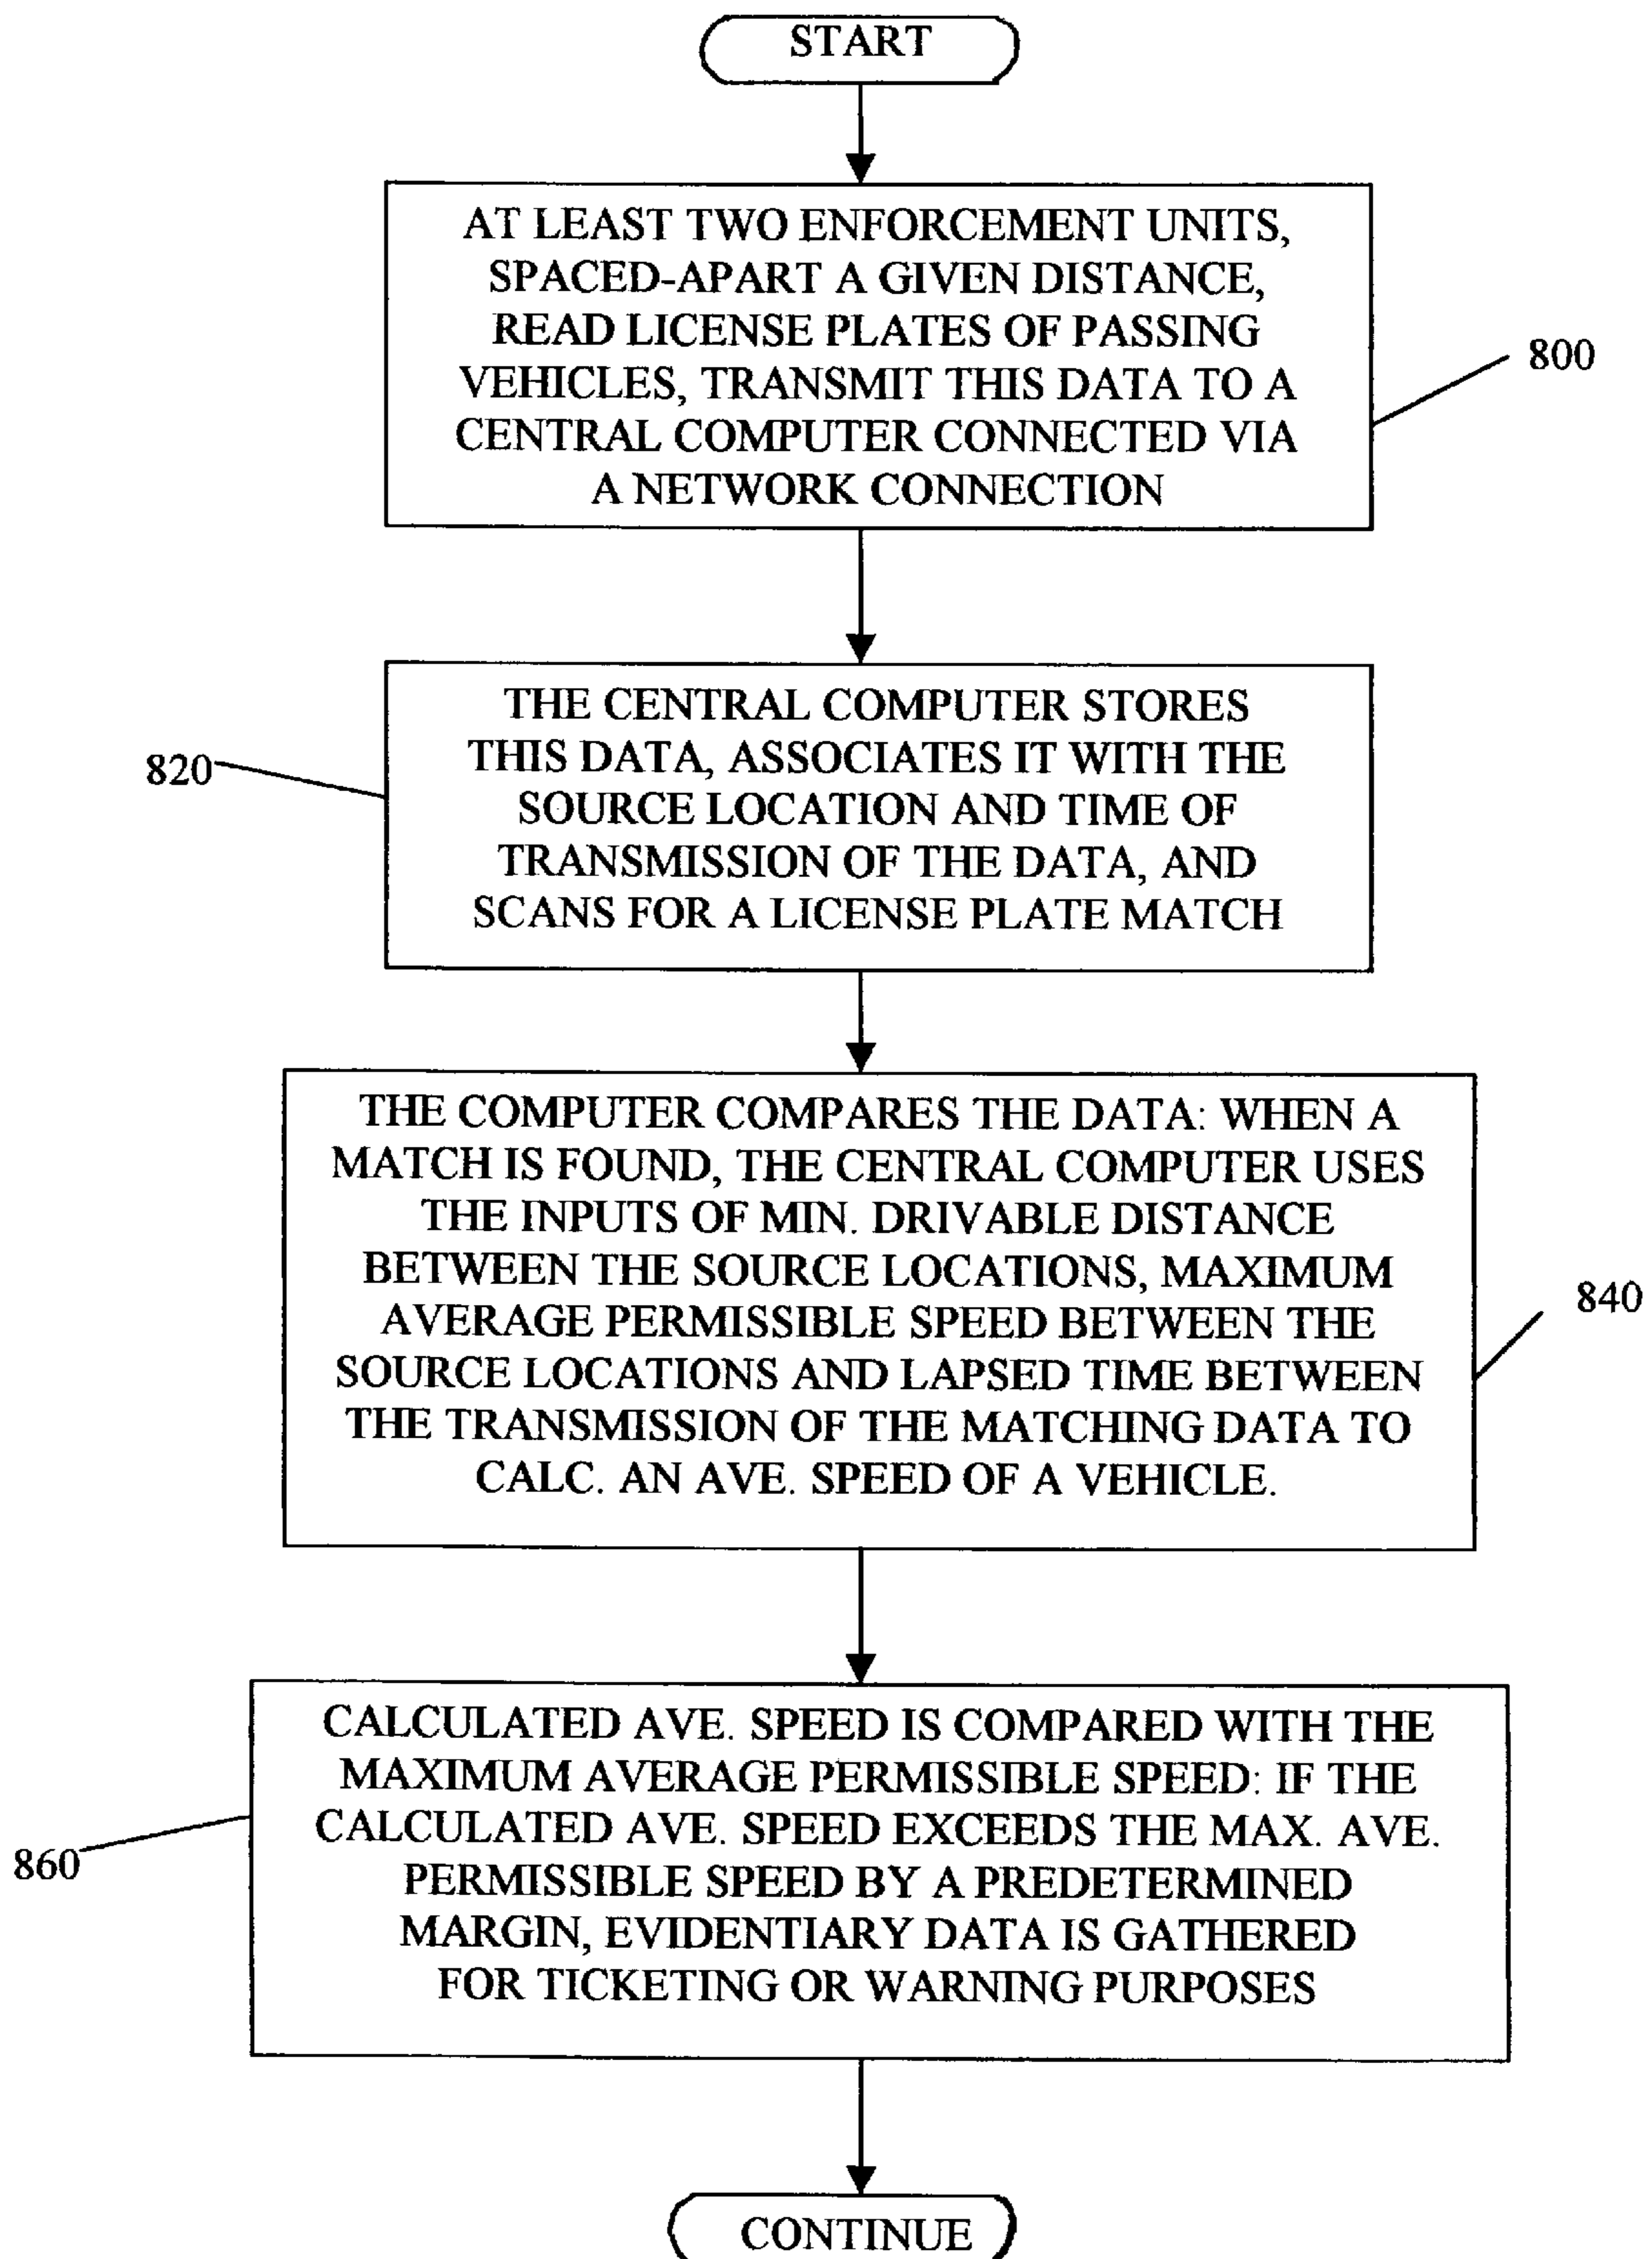 START
AT LEAST TWO ENFORCEMENT UNITS,
SPACED-APART A GIVEN DISTANCE,
READ LICENSE PLATES OF PASSING
VEHICLES, TRANSMIT THIS DATA TO A
CENTRAL COMPUTER CONNECTED VIA
A NETWORK CONNECTION
800
THE CENTRAL COMPUTER STORES
THIS DATA, ASSOCIATES IT WITH THE
SOURCE LOCATION AND TIME OF
TRANSMISSION OF THE DATA, AND
SCANS FOR A LICENSE PLATE MATCH
820
THE COMPUTER COMPARES THE DATA: WHEN A
MATCH IS FOUND, THE CENTRAL COMPUTER USES
THE INPUTS OF MIN. DRIVABLE DISTANCE
BETWEEN THE SOURCE LOCATIONS, MAXIMUM
AVERAGE PERMISSIBLE SPEED BETWEEN THE
SOURCE LOCATIONS AND LAPSED TIME BETWEEN
THE TRANSMISSION OF THE MATCHING DATA TO
CALC. AN AVE. SPEED OF A VEHICLE.
840
CALCULATED AVE. SPEED IS COMPARED WITH THE
MAXIMUM AVERAGE PERMISSIBLE SPEED: IF THE
CALCULATED AVE. SPEED EXCEEDS THE MAX. AVE.
PERMISSIBLE SPEED BY A PREDETERMINED
MARGIN, EVIDENTIARY DATA IS GATHERED
FOR TICKETING OR WARNING PURPOSES
860
CONTINUE